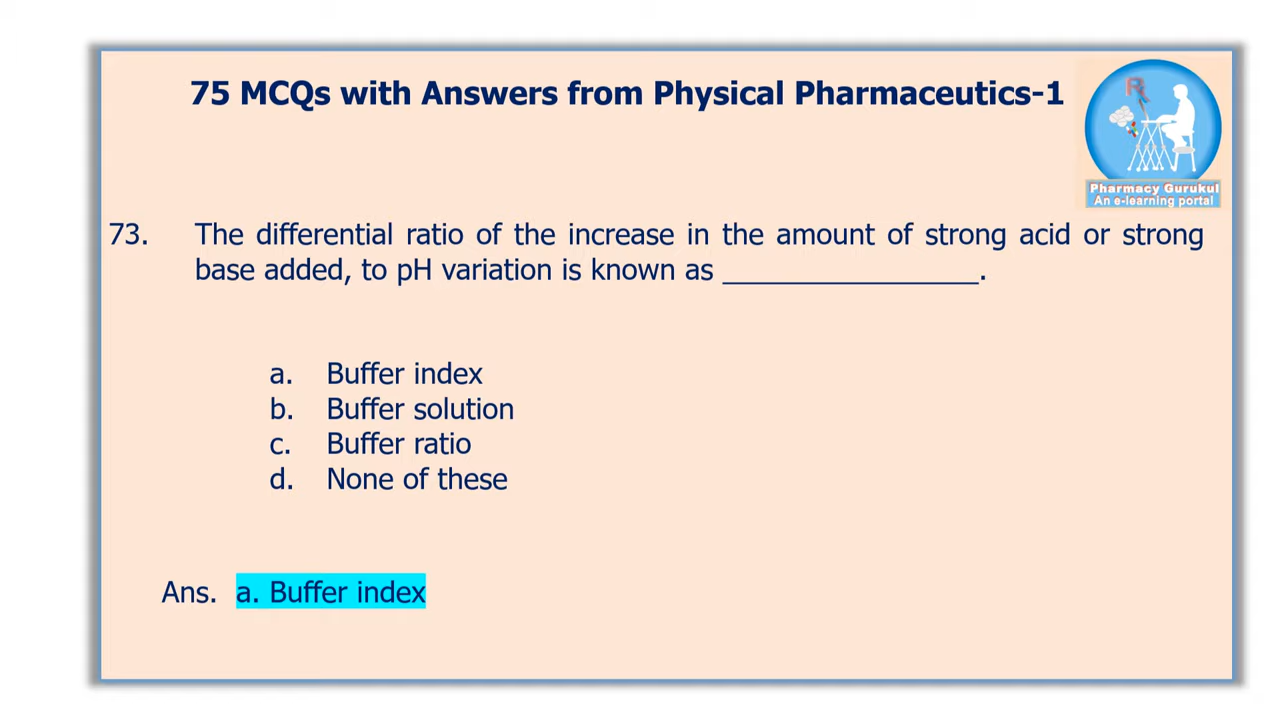 75 MCQs with Answers from Physical Pharmaceutics-1
Rx
Pharmacy Gurukul
An e-learning portal
73. The differential ratio of the increase in the amount of strong acid or strong
base added, to pH variation is known as ________________.
a. Buffer index
b. Buffer solution
c. Buffer ratio
d. None of these
Ans. a. Buffer index